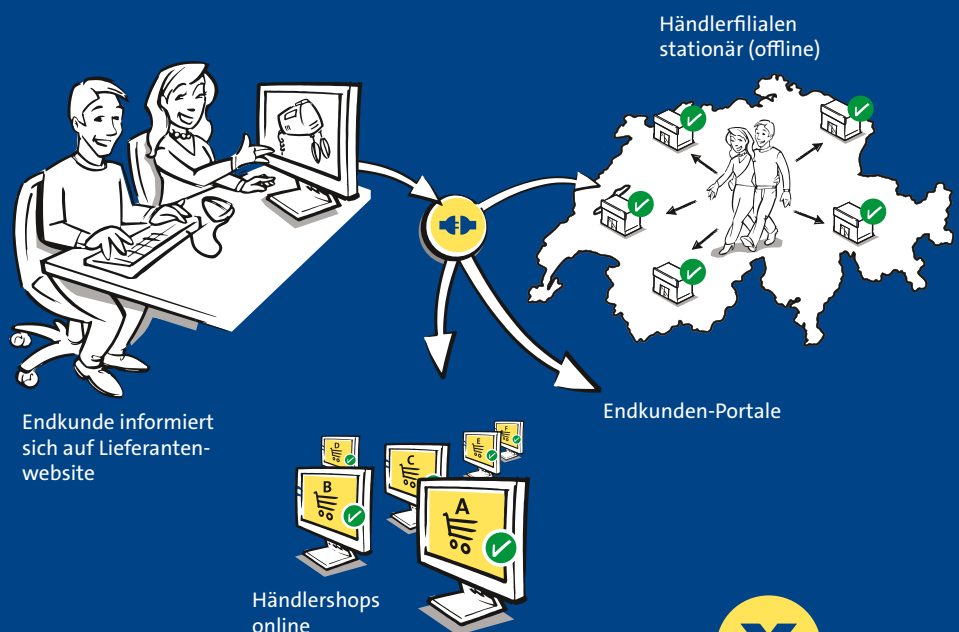 Händlerfilialen
stationär (offline)
Endkunde informiert
sich auf Lieferanten-
website
Endkunden-Portale
D
E
F
B
C
A
Händlershops
online
X